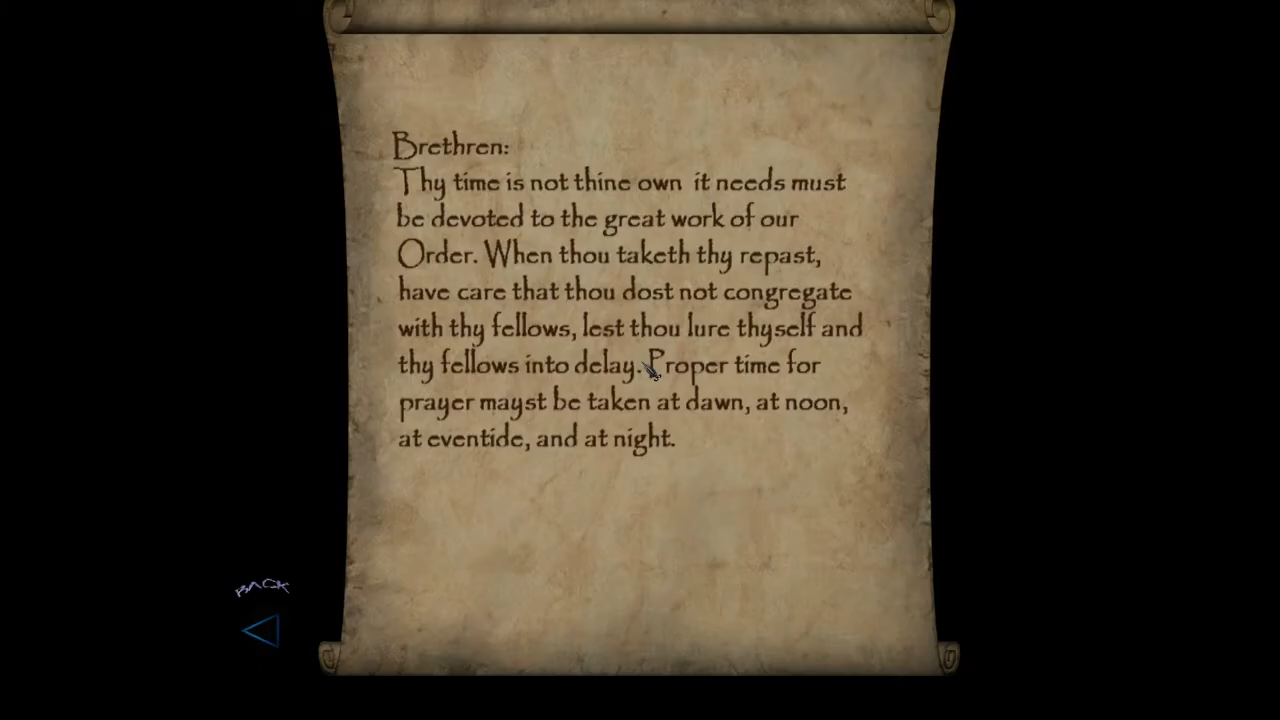 Brethren:
Thy time is not thine own it needs must
be devoted to the great work of our
Order. When thou taketh thy repast,
have care that thou dost not congregate
with thy fellows, lest thou lure thyself and
thy fellows into delay. Proper time for
prayer mayst be taken at dawn, at noon,
at eventide, and at night.
BACK